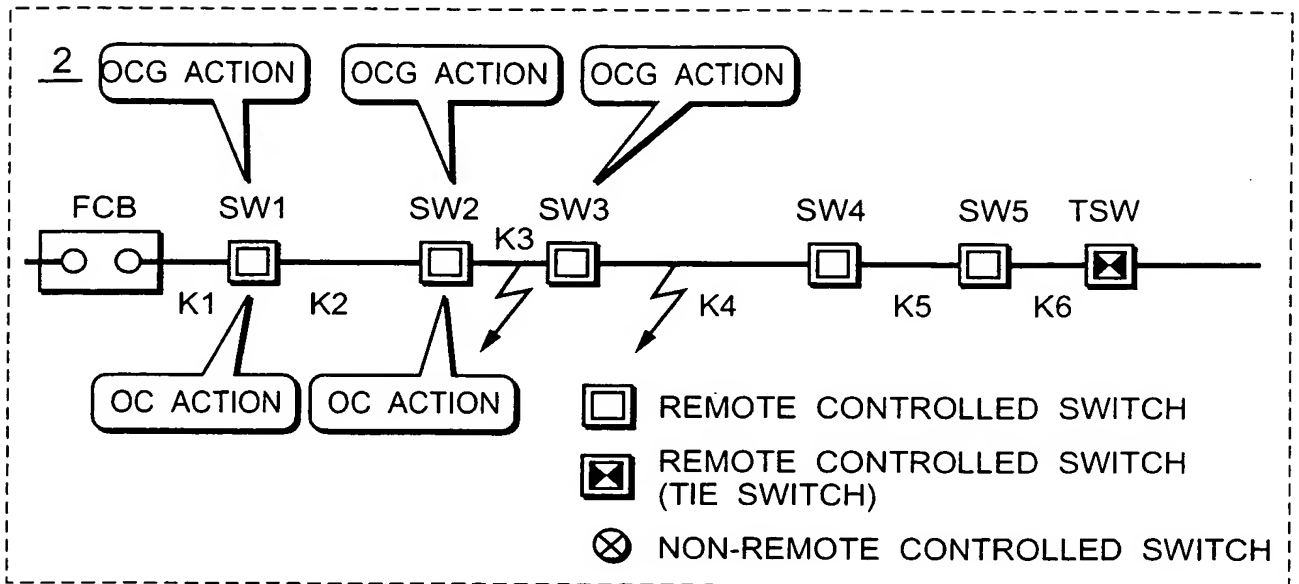 2
OCG ACTION
OCG ACTION
OCG ACTION
FCB
SW1
SW2
SW3
SW4
SW5
TSW
K3
K1
K2
K4
K5
K6
OC ACTION
OC ACTION
REMOTE CONTROLLED SWITCH
REMOTE CONTROLLED SWITCH
(TIE SWITCH)
NON-REMOTE CONTROLLED SWITCH